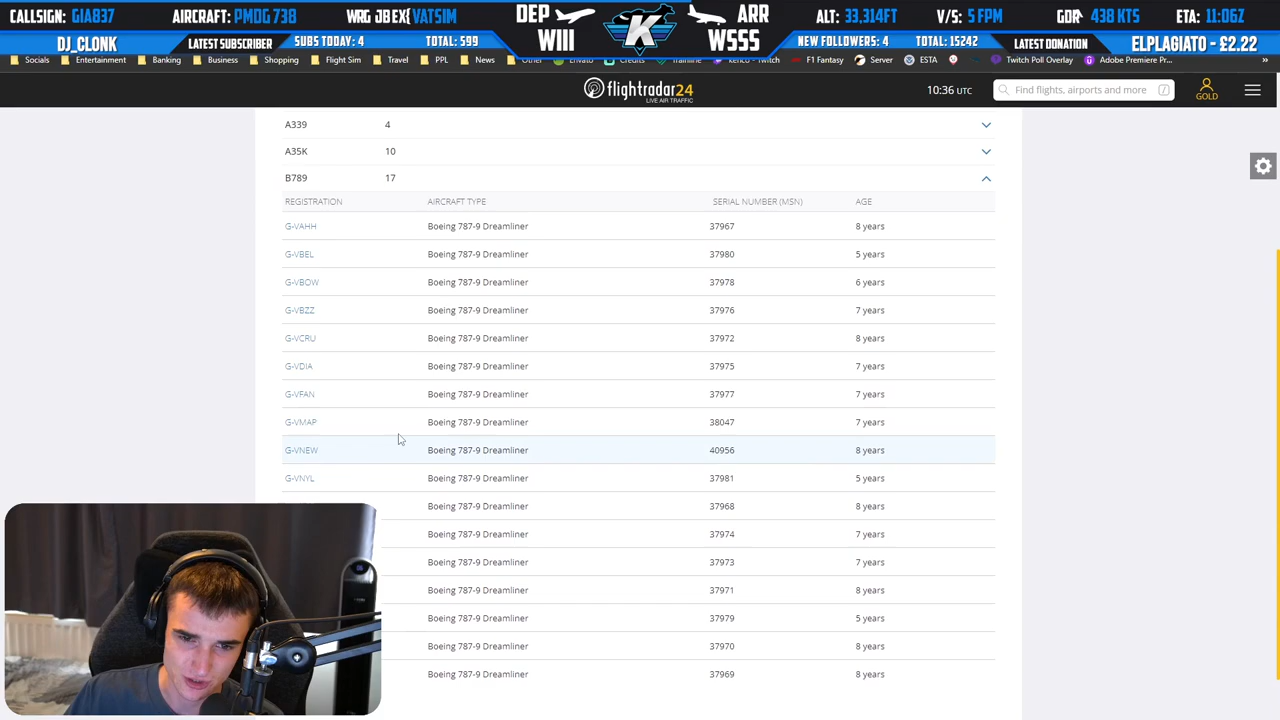 CALLSIGN: GIA837 AIRCRAFT: PMDG 738 WRG JBEX{ VATSIM DEP WIII K ARR WSSS ALT: 33,314FT V/S: 5 FPM GDR 438 KTS ETA: 11:06Z
DJ_CLONK LATEST SUBSCRIBER SUBS TODAY: 4 TOTAL: 599 NEW FOLLOWERS: 4 TOTAL: 15242 LATEST DONATION ELPLAGIATO - £2.22
Socials Entertainment Banking Business Shopping Flight Sim Travel PPL News Other Envato Credits Trainline kenco - Twitch F1 Fantasy Server ESTA Twitch Poll Overlay Adobe Premiere Pr... »
flightradar24 10:36 UTC Find flights, airports and more / GOLD
LIVE AIR TRAFFIC
A339 4
A35K 10
B789 17
REGISTRATION AIRCRAFT TYPE SERIAL NUMBER (MSN) AGE
G-VAHH Boeing 787-9 Dreamliner 37967 8 years
G-VBEL Boeing 787-9 Dreamliner 37980 5 years
G-VBOW Boeing 787-9 Dreamliner 37978 6 years
G-VBZZ Boeing 787-9 Dreamliner 37976 7 years
G-VCRU Boeing 787-9 Dreamliner 37972 8 years
G-VDIA Boeing 787-9 Dreamliner 37975 7 years
G-VFAN Boeing 787-9 Dreamliner 37977 7 years
G-VMAP Boeing 787-9 Dreamliner 38047 7 years
G-VNEW Boeing 787-9 Dreamliner 40956 8 years
G-VNYL Boeing 787-9 Dreamliner 37981 5 years
Boeing 787-9 Dreamliner 37968 8 years
Boeing 787-9 Dreamliner 37974 7 years
Boeing 787-9 Dreamliner 37973 7 years
Boeing 787-9 Dreamliner 37971 8 years
Boeing 787-9 Dreamliner 37979 5 years
Boeing 787-9 Dreamliner 37970 8 years
Boeing 787-9 Dreamliner 37969 8 years